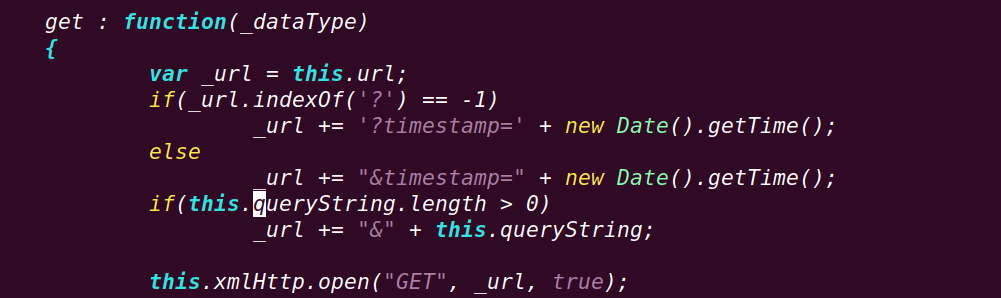 get : function(_dataType)
{
var _url = this.url;
if(_url.indexOf('?') == -1)
_url += '?timestamp=' + new Date().getTime();
else
_url += "&timestamp=" + new Date().getTime();
if(this.queryString.length > 0)
_url += "&" + this.queryString;
this.xmlHttp.open("GET", _url, true);